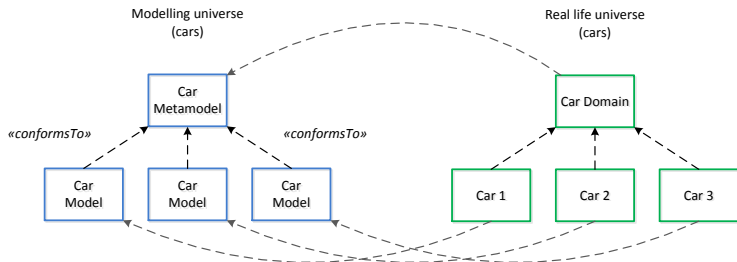 Modelling universe
(cars)
Real life universe
(cars)
Car
Metamodel
Car Domain
«conformsTo»
«conformsTo»
Car
Model
Car
Model
Car
Model
Car 1
Car 2
Car 3